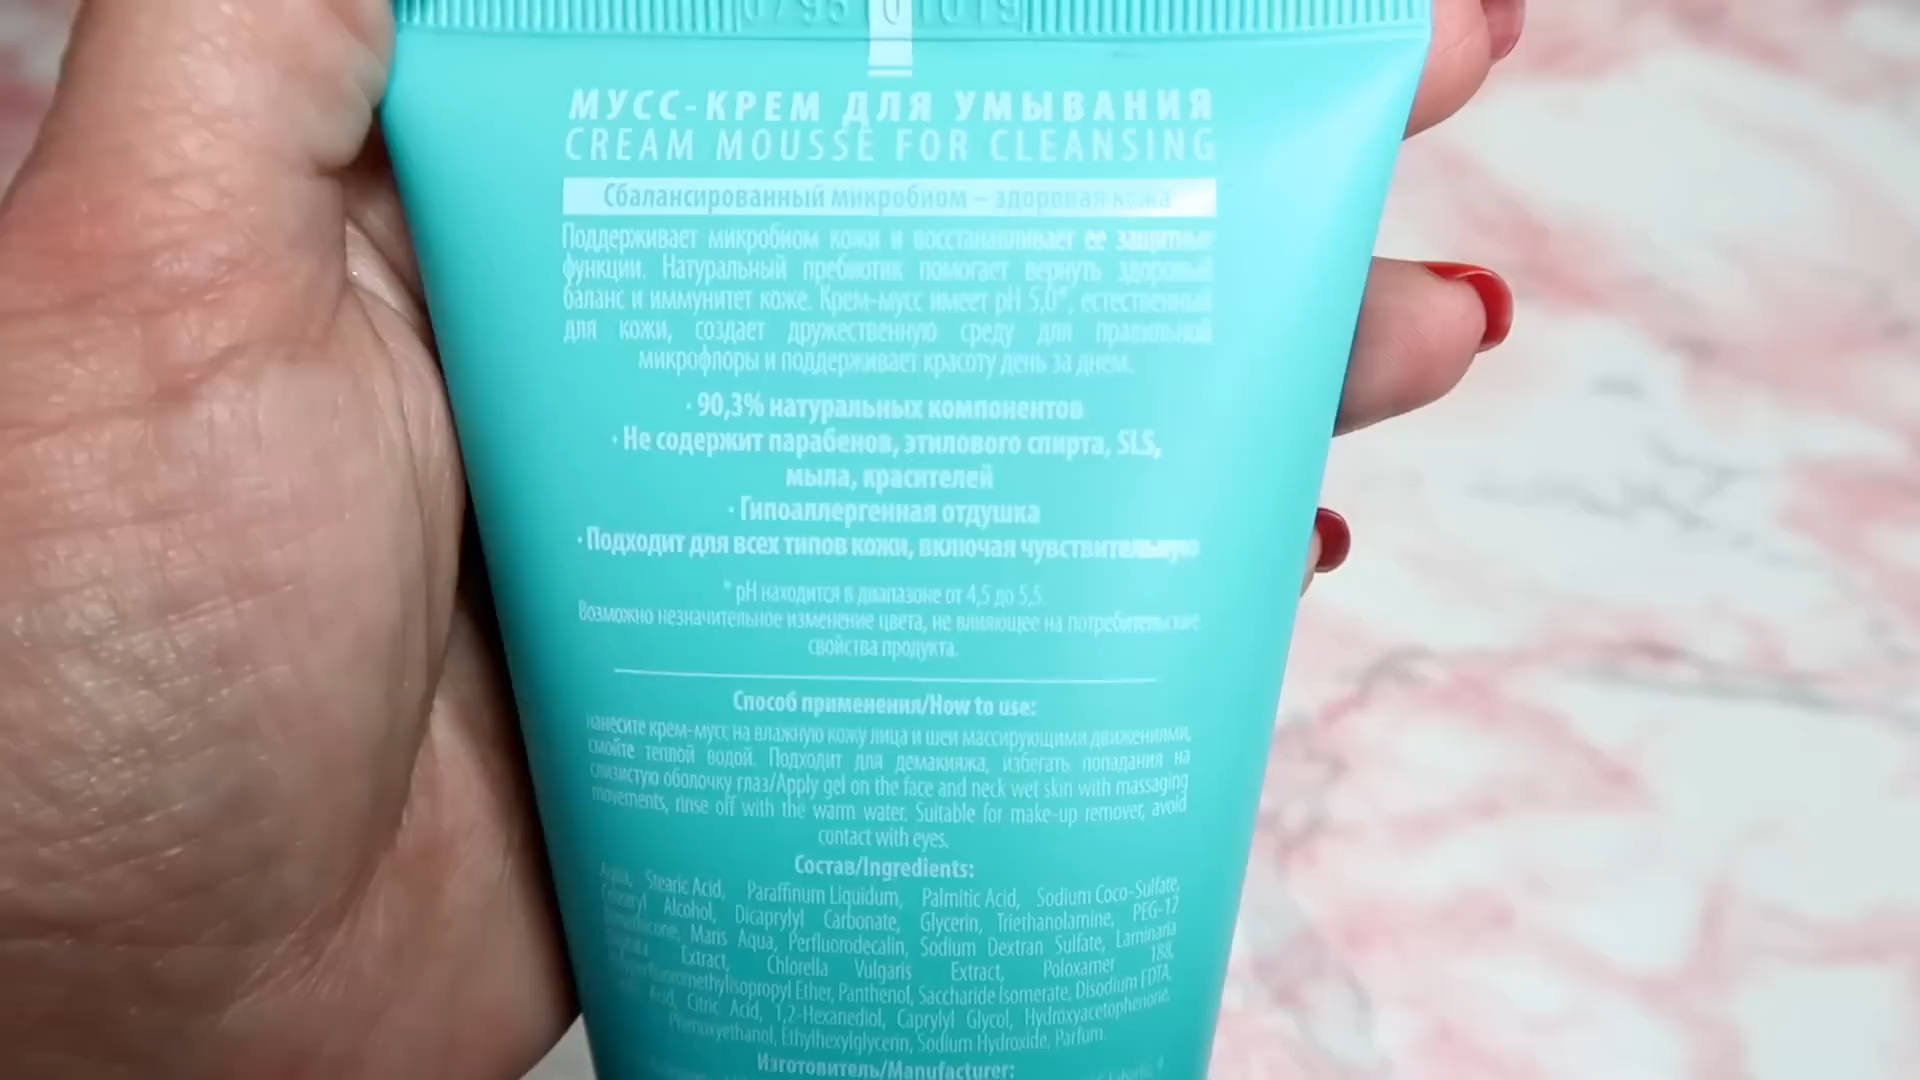 МУСС-КРЕМ ДЛЯ УМЫВАНИЯ
CREAM MOUSSE FOR CLEANSING
Сбалансированный микробиом – здоровая кожа
Поддерживает микробиом кожи и восстанавливает ее защитные
функции. Натуральный пребиотик помогает вернуть здоровый
баланс и иммунитет коже. Крем-мусс имеет pH 5,0*, естественный
для кожи, создает дружественную среду для правильной
микрофлоры и поддерживает красоту день за днем.
· 90,3% натуральных компонентов
· Не содержит парабенов, этилового спирта, SLS,
мыла, красителей
· Гипоаллергенная отдушка
· Подходит для всех типов кожи, включая чувствительную
* pH находится в диапазоне от 4,5 до 5,5.
Возможно незначительное изменение цвета, не влияющее на потребительские
свойства продукта.
Способ применения/How to use:
нанесите крем-мусс на влажную кожу лица и шеи массирующими движениями,
смойте теплой водой. Подходит для демакияжа, избегать попадания на
слизистую оболочку глаз/Apply gel on the face and neck wet skin with massaging
movements, rinse off with the warm water. Suitable for make-up remover, avoid
contact with eyes.
Состав/Ingredients:
Aqua, Stearic Acid, Paraffinum Liquidum, Palmitic Acid, Sodium Coco-Sulfate,
Alcohol, Dicaprylyl Carbonate, Glycerin, Triethanolamine, PEG-12
Dimethicone, Maris Aqua, Perfluorodecalin, Sodium Dextran Sulfate, Laminaria
Digitata Extract, Chlorella Vulgaris Extract, Poloxamer 188,
Polyperfluoromethylisopropyl Ether, Panthenol, Saccharide Isomerate, Disodium EDTA,
Acid, Citric Acid, 1,2-Hexanediol, Caprylyl Glycol, Hydroxyacetophenone,
Phenoxyethanol, Ethylhexylglycerin, Sodium Hydroxide, Parfum.
Изготовитель/Manufacturer: